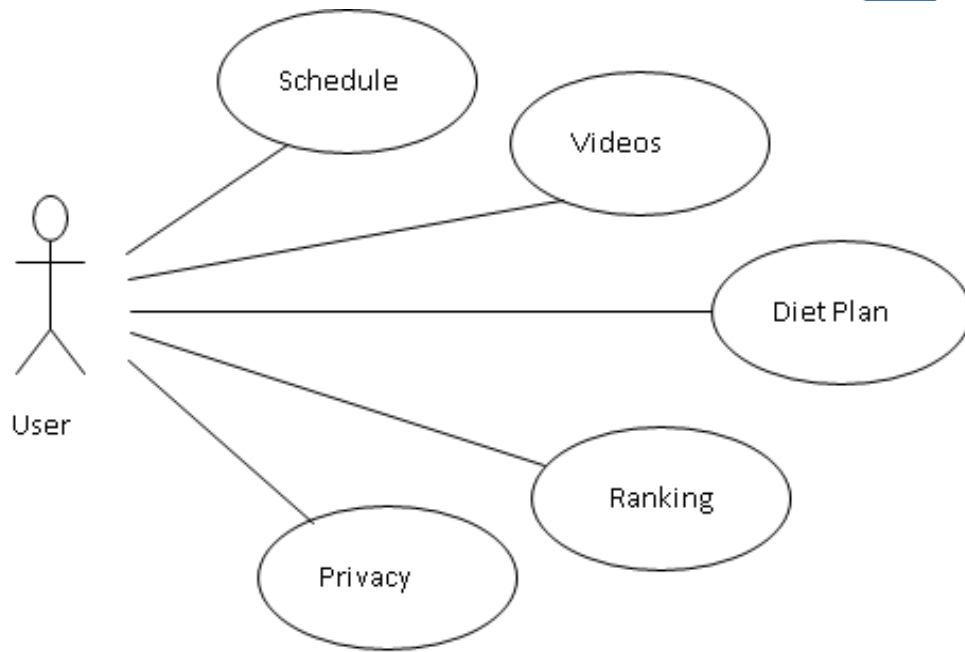 Schedule
Videos
Diet Plan
User
Ranking
Privacy